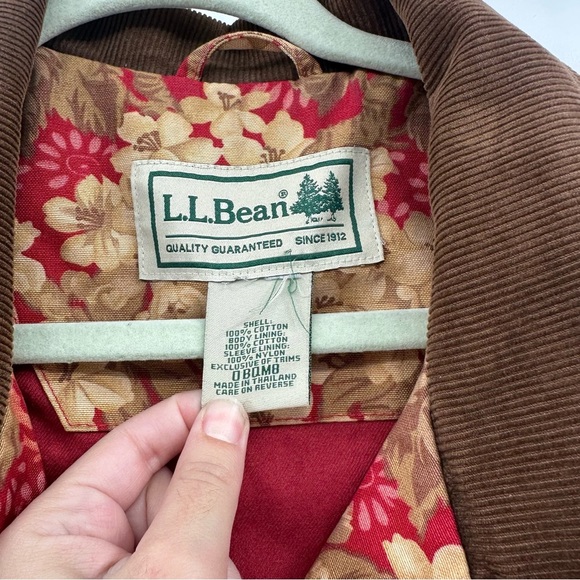 L.L.Bean®
QUALITY GUARANTEED SINCE 1912
SHELL:
100% COTTON
BODY LINING:
100% COTTON
SLEEVE LINING:
100% NYLON
EXCLUSIVE OF TRIMS
0BQM8
MADE IN THAILAND
CARE ON REVERSE